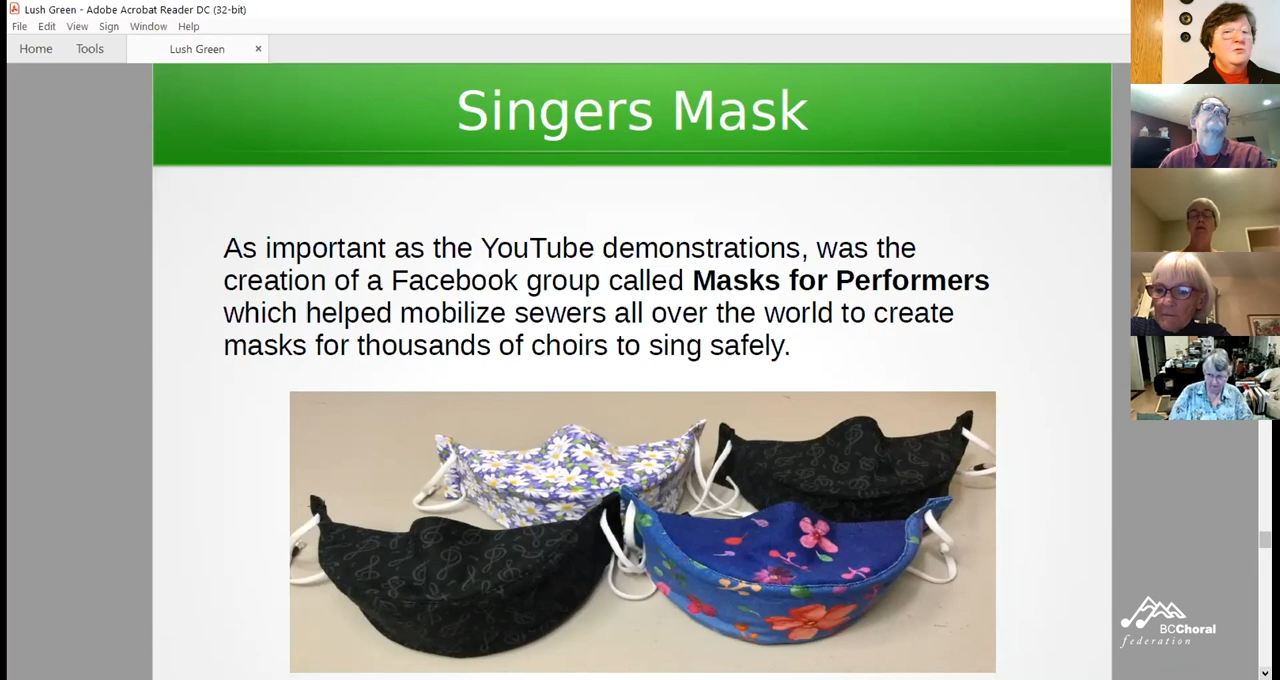 Lush Green - Adobe Acrobat Reader DC (32-bit)
File Edit View Sign Window Help
Home Tools Lush Green ×
Singers Mask
As important as the YouTube demonstrations, was the
creation of a Facebook group called Masks for Performers
which helped mobilize sewers all over the world to create
masks for thousands of choirs to sing safely.
BCChoral
federation